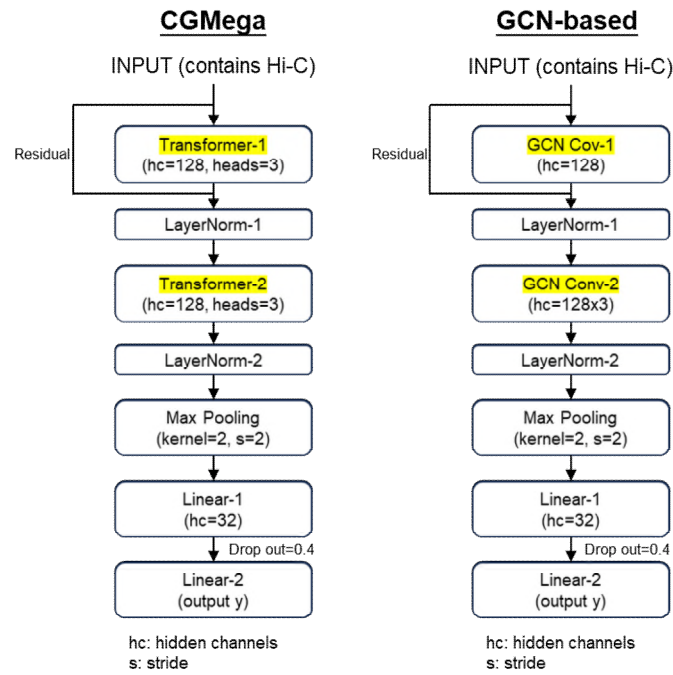 CGMega
INPUT (contains Hi-C)
Residual
Transformer-1
(hc=128, heads=3)
LayerNorm-1
Transformer-2
(hc=128, heads=3)
LayerNorm-2
Max Pooling
(kernel=2, s=2)
Linear-1
(hc=32)
Drop out=0.4
Linear-2
(output y)
hc: hidden channels
s: stride
GCN-based
INPUT (contains Hi-C)
Residual
GCN Cov-1
(hc=128)
LayerNorm-1
GCN Conv-2
(hc=128x3)
LayerNorm-2
Max Pooling
(kernel=2, s=2)
Linear-1
(hc=32)
Drop out=0.4
Linear-2
(output y)
hc: hidden channels
s: stride